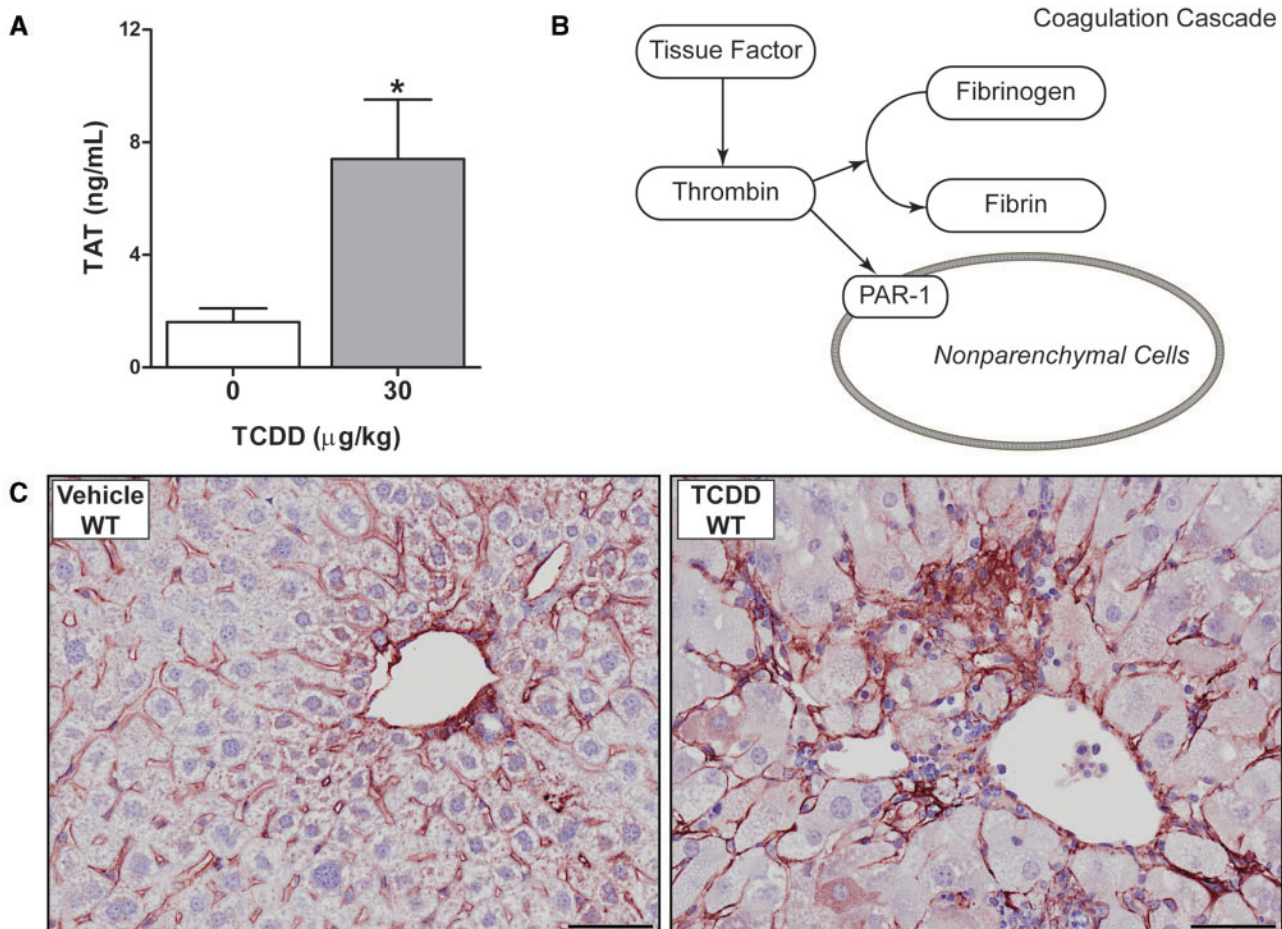 A
12
8
4
0
TAT (ng/mL)
*
0
30
TCDD (μg/kg)
B
Coagulation Cascade
Tissue Factor
Fibrinogen
Thrombin
Fibrin
PAR-1
Nonparenchymal Cells
C
Vehicle
WT
TCDD
WT